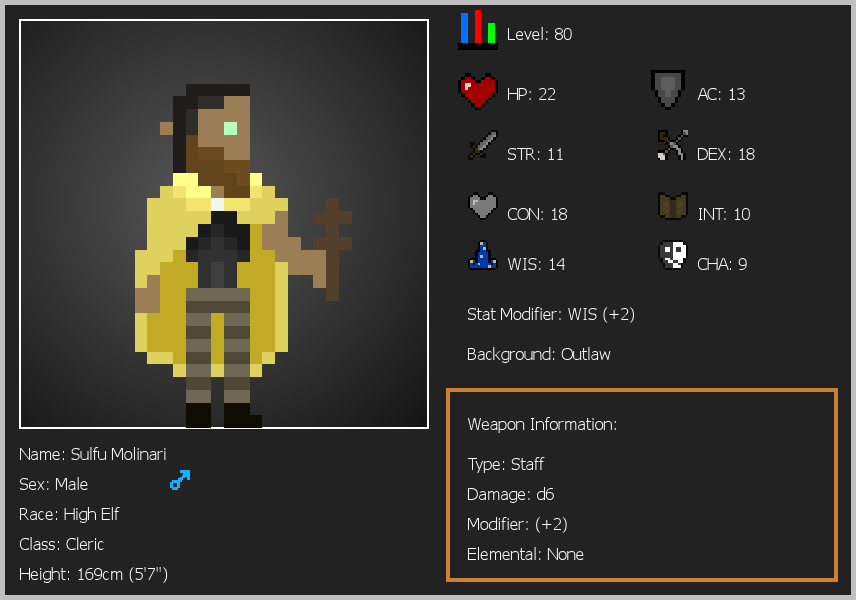 Level: 80
HP: 22
AC: 13
STR: 11
DEX: 18
CON: 18
INT: 10
WIS: 14
CHA: 9
Stat Modifier: WIS (+2)
Background: Outlaw
Weapon Information:
Type: Staff
Damage: d6
Modifier: (+2)
Elemental: None
Name: Sulfu Molinari
Sex: Male
Race: High Elf
Class: Cleric
Height: 169cm (5'7")